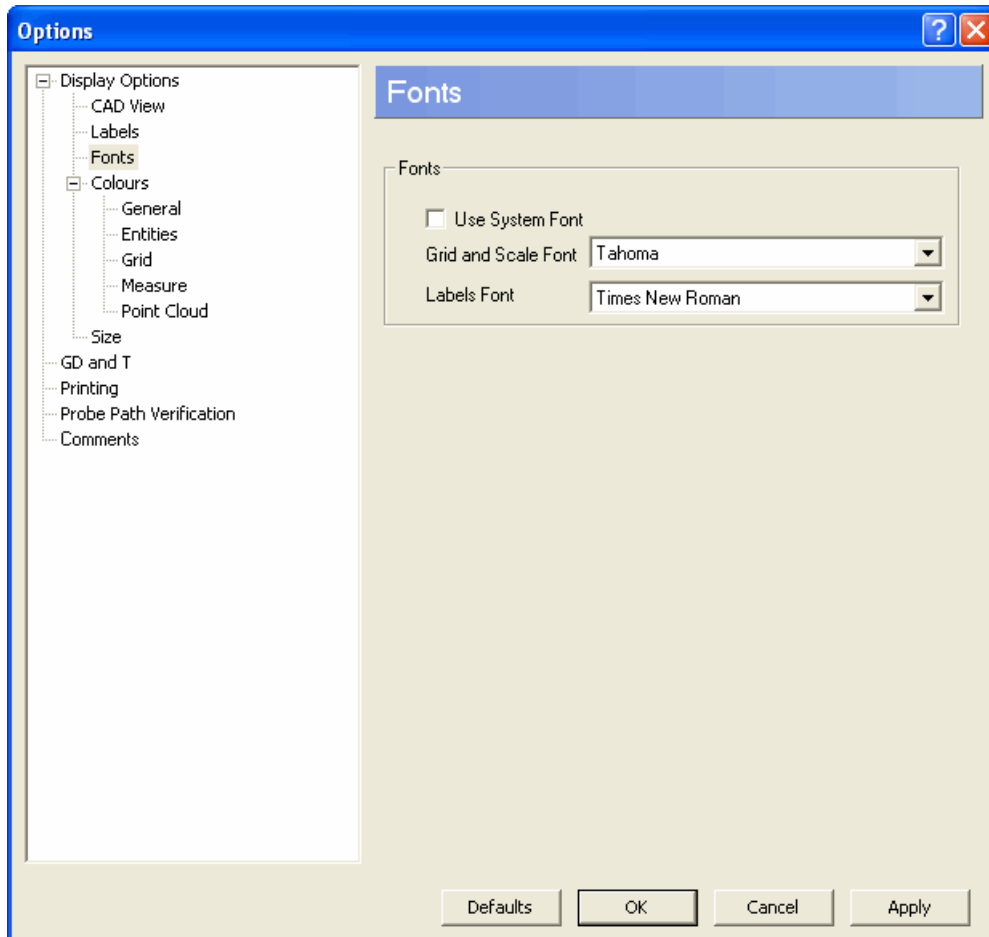 Options
Display Options
CAD View
Labels
Fonts
Colours
General
Entities
Grid
Measure
Point Cloud
Size
GD and T
Printing
Probe Path Verification
Comments
Fonts
Fonts
Use System Font
Grid and Scale Font Tahoma
Labels Font Times New Roman
Defaults OK Cancel Apply